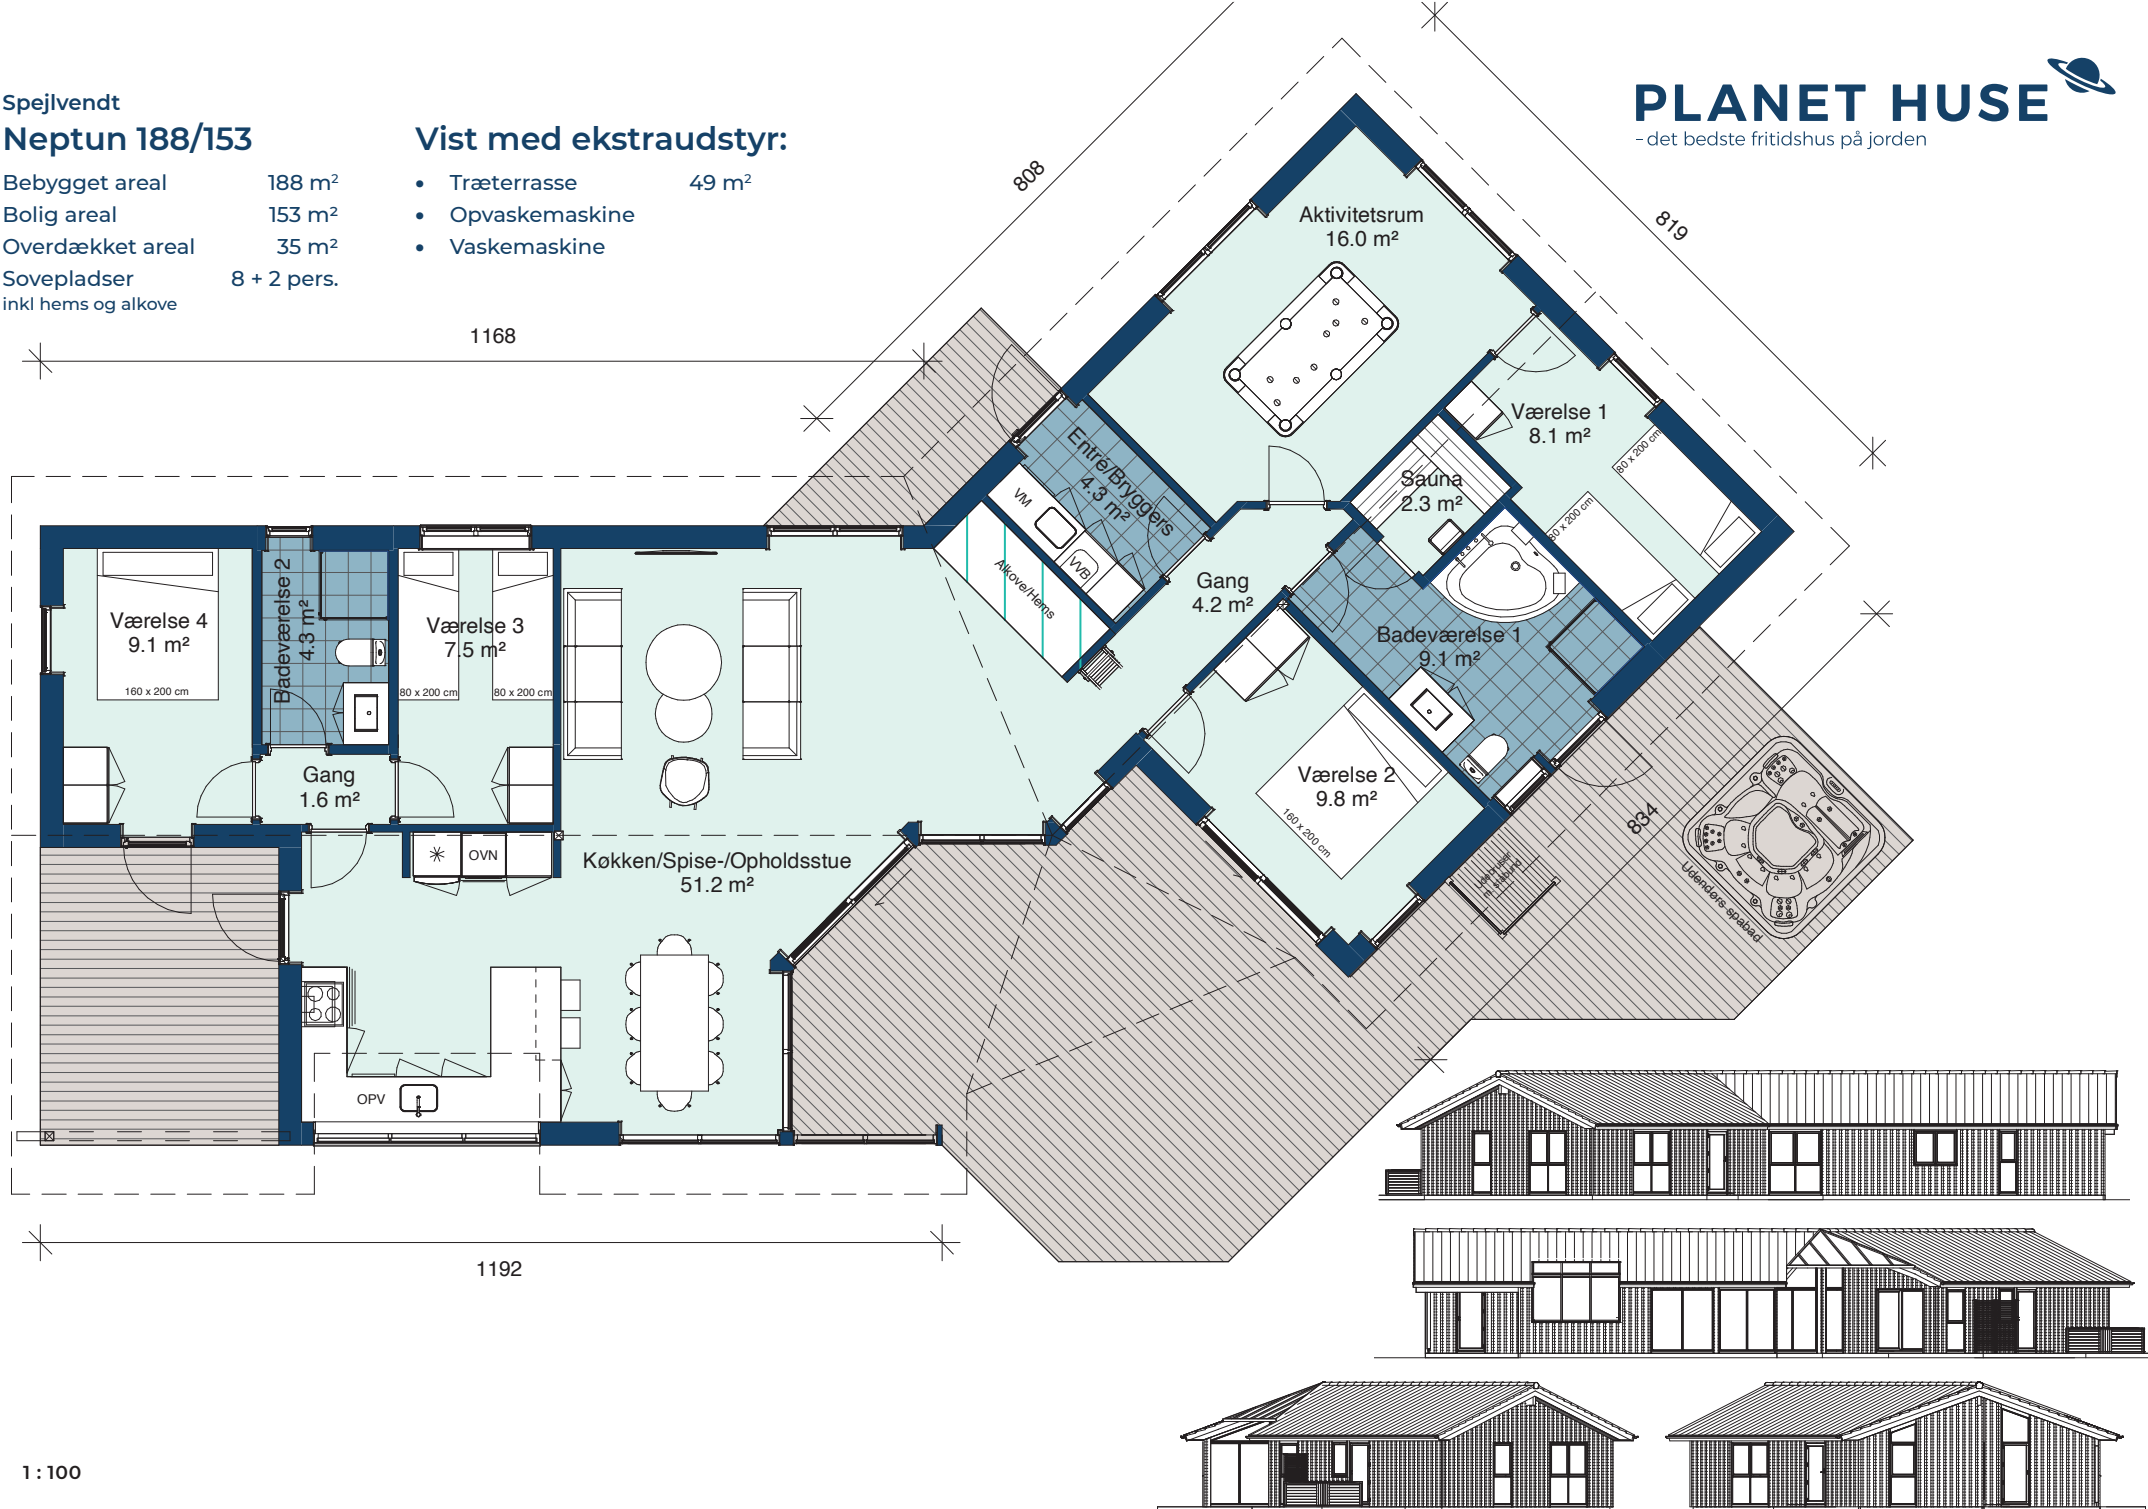 Spejlvendt
Neptun 188/153
Bebygget areal 188 m²
Bolig areal 153 m²
Overdækket areal 35 m²
Sovepladser 8 + 2 pers.
inkl hems og alkove
Vist med ekstraudstyr:
• Træterrasse 49 m²
• Opvaskemaskine
• Vaskemaskine
PLANET HUSE
- det bedste fritidshus på jorden
808
819
1168
Aktivitetsrum
16.0 m²
Værelse 1
8.1 m²
80 x 200 cm
80 x 200 cm
Sauna
2.3 m²
Entré/Bryggers
4.3 m²
VM
VVB
Alkove/Hems
Gang
4.2 m²
Badeværelse 1
9.1 m²
Værelse 2
9.8 m²
160 x 200 cm
Værelse 4
9.1 m²
160 x 200 cm
Badeværelse 2
4.3 m²
Værelse 3
7.5 m²
80 x 200 cm
80 x 200 cm
Gang
1.6 m²
OVN
Køkken/Spise-/Opholdsstue
51.2 m²
OPV
834
Udebruser
m. støbund
Udendørs spabad
1192
1 : 100